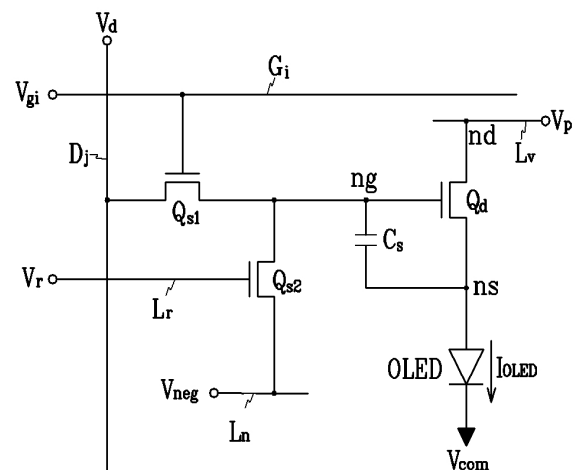 Vd
Gi
Vgi
Vp
nd
Lv
Dj
ng
Qd
Qs1
Cs
Vr
Qs2
ns
Lr
OLED
IOLED
Vneg
Ln
Vcom